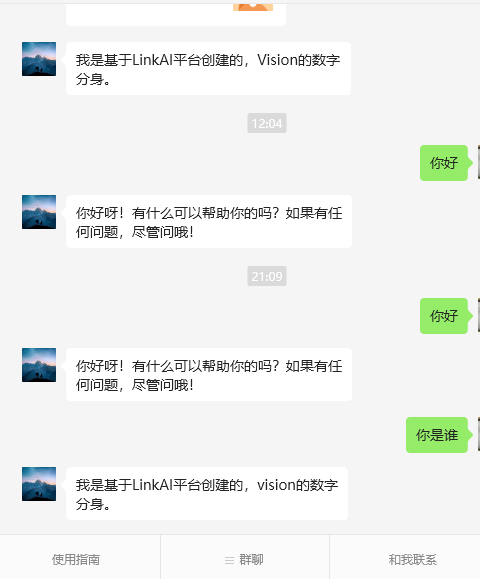 我是基于LinkAI平台创建的，Vision的数字
分身。
12:04
你好
你好呀！有什么可以帮助你的吗？如果有任
何问题，尽管问哦！
21:09
你好
你好呀！有什么可以帮助你的吗？如果有任
何问题，尽管问哦！
你是谁
我是基于LinkAI平台创建的，vision的数字
分身。
使用指南
群聊
和我联系